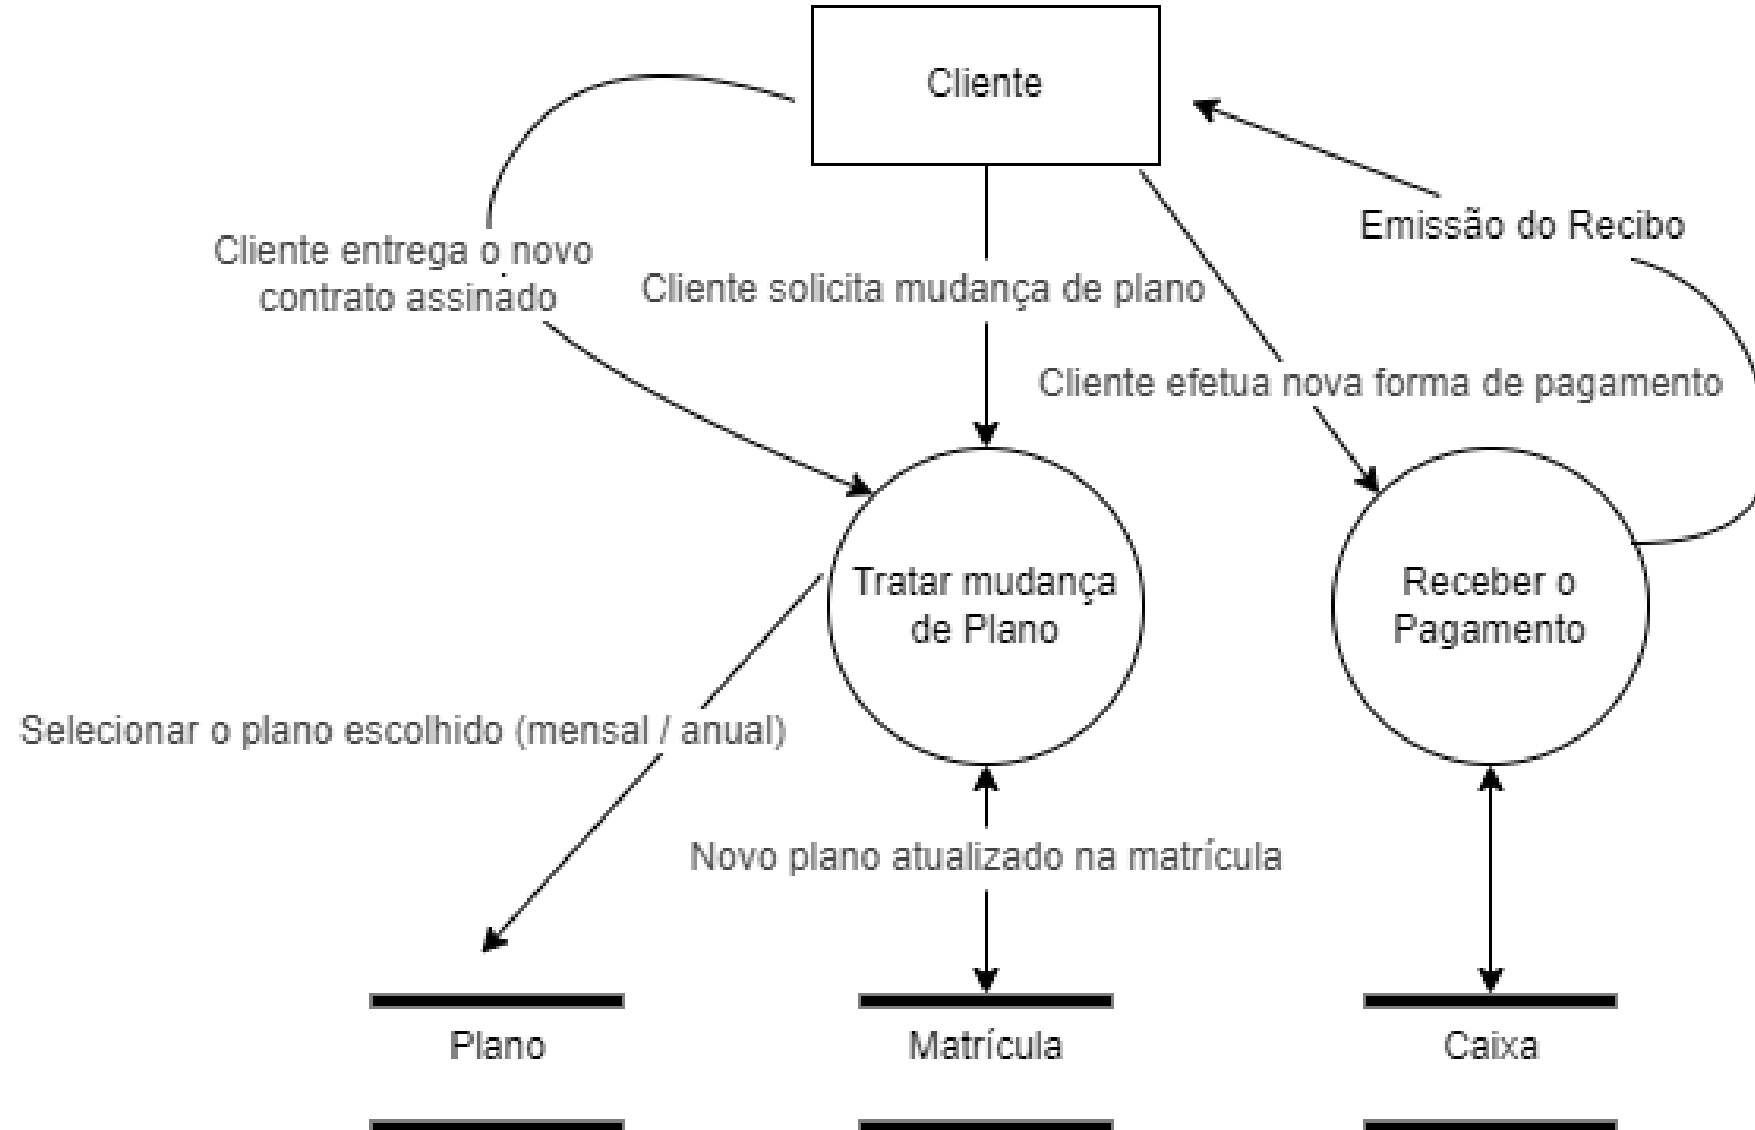 Cliente
Emissão do Recibo
Cliente entrega o novo
contrato assinado
Cliente solicita mudança de plano
Cliente efetua nova forma de pagamento
Tratar mudança
de Plano
Receber o
Pagamento
Selecionar o plano escolhido (mensal / anual)
Novo plano atualizado na matrícula
Plano
Matrícula
Caixa